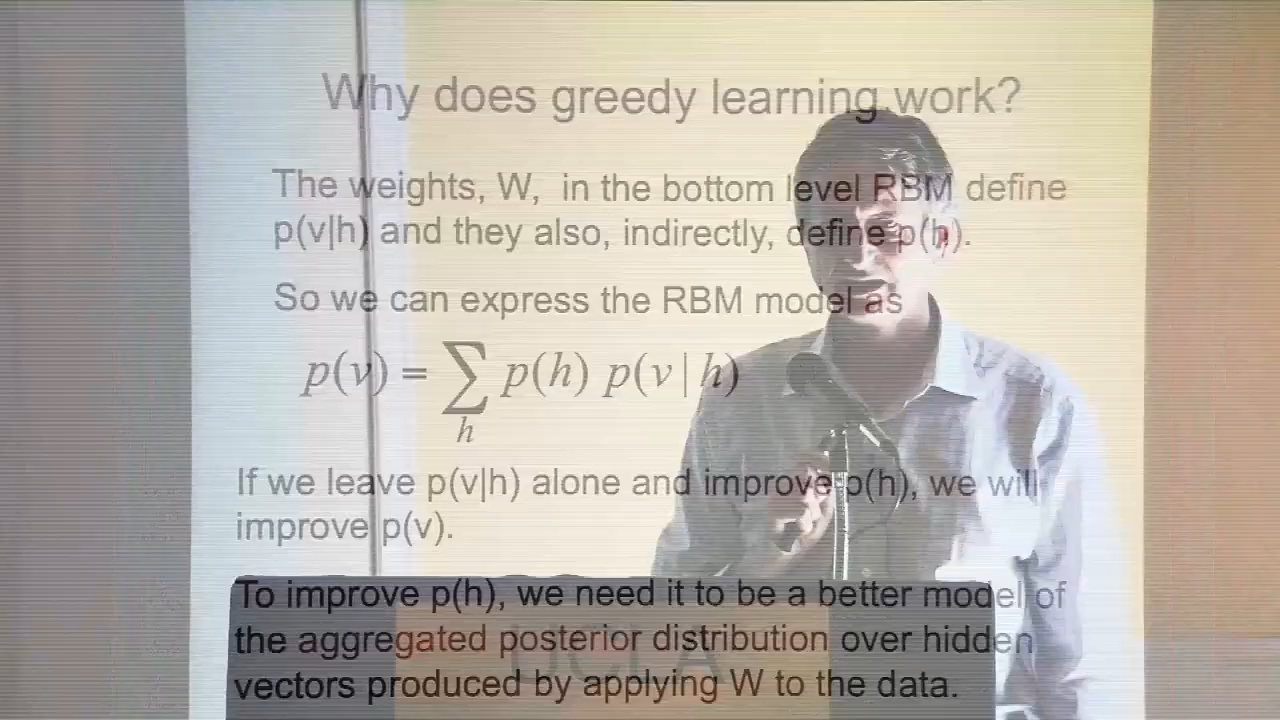 Why does greedy learning work?
The weights, W, in the bottom level RBM define
p(v|h) and they also, indirectly, define p(h).
So we can express the RBM model as
p(v) = ∑ p(h) p(v | h)
h
If we leave p(v|h) alone and improve p(h), we will
improve p(v).
To improve p(h), we need it to be a better model of
the aggregated posterior distribution over hidden
UCLA
vectors produced by applying W to the data.